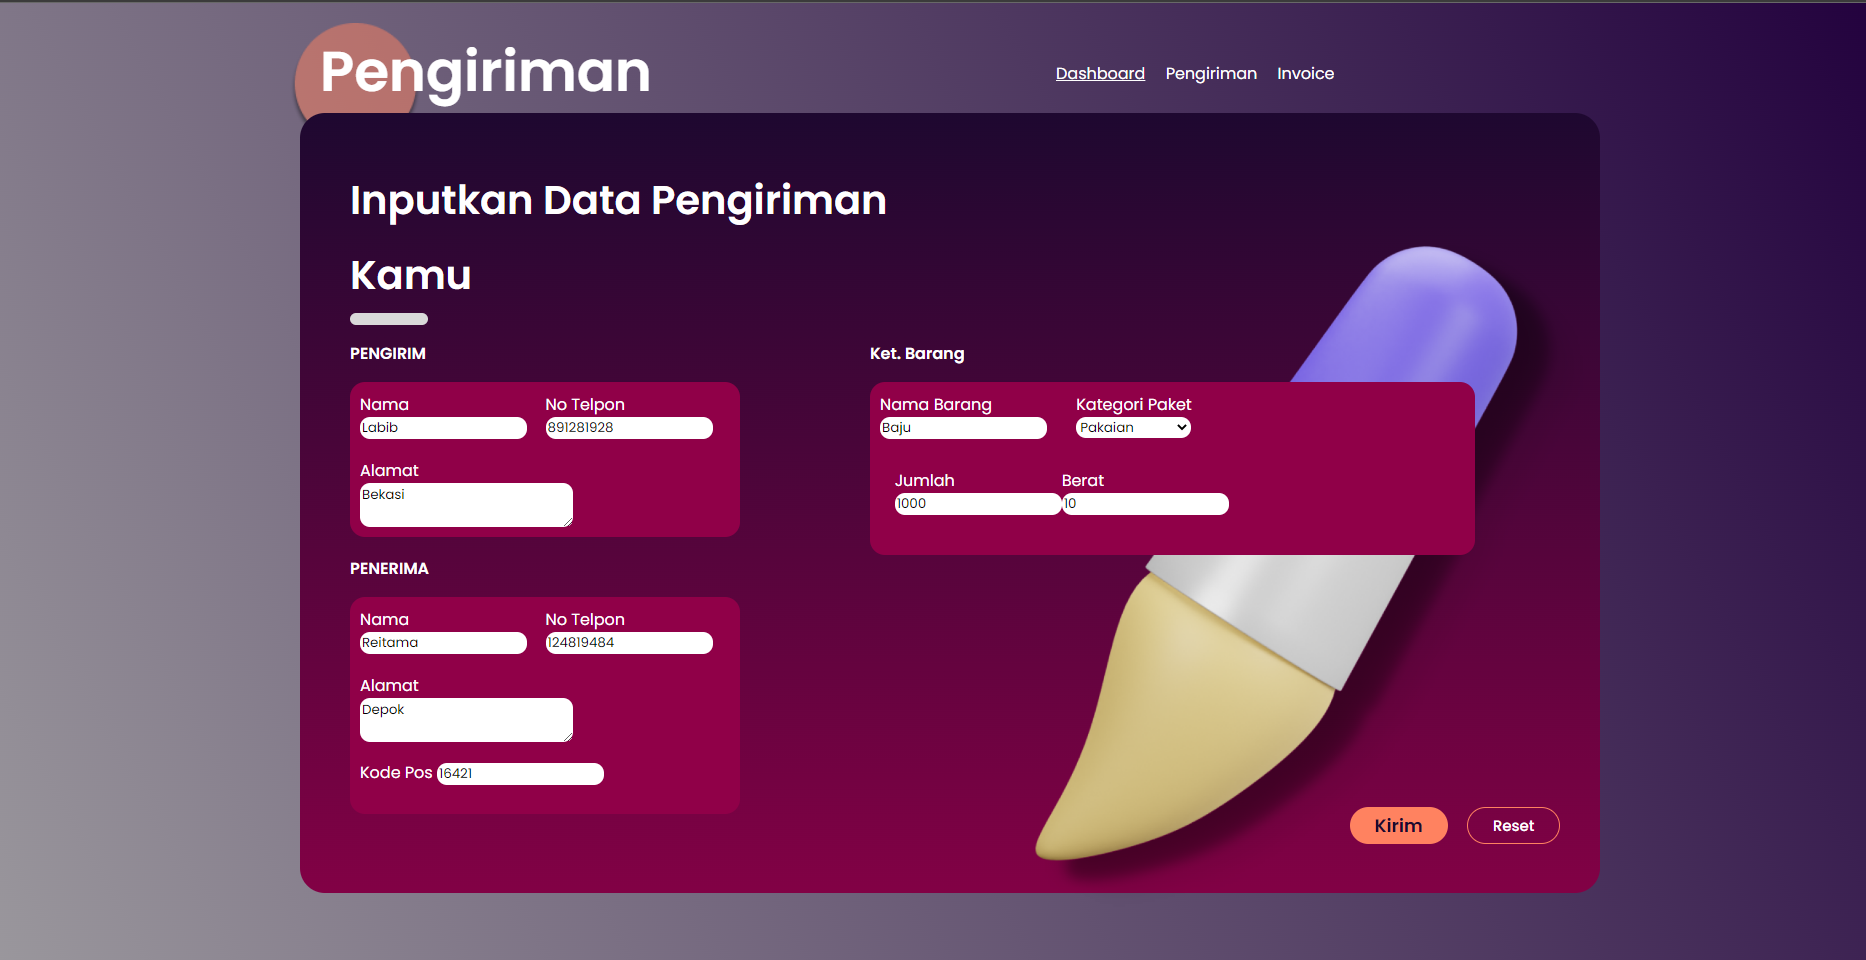 Pengiriman
Dashboard Pengiriman Invoice
Inputkan Data Pengiriman
Kamu
PENGIRIM
Nama No Telpon
Labib 891281928
Alamat
Bekasi
PENERIMA
Nama No Telpon
Reitama 124819484
Alamat
Depok
Kode Pos 16421
Ket. Barang
Nama Barang Kategori Paket
Baju Pakaian
Jumlah Berat
1000 10
Kirim Reset